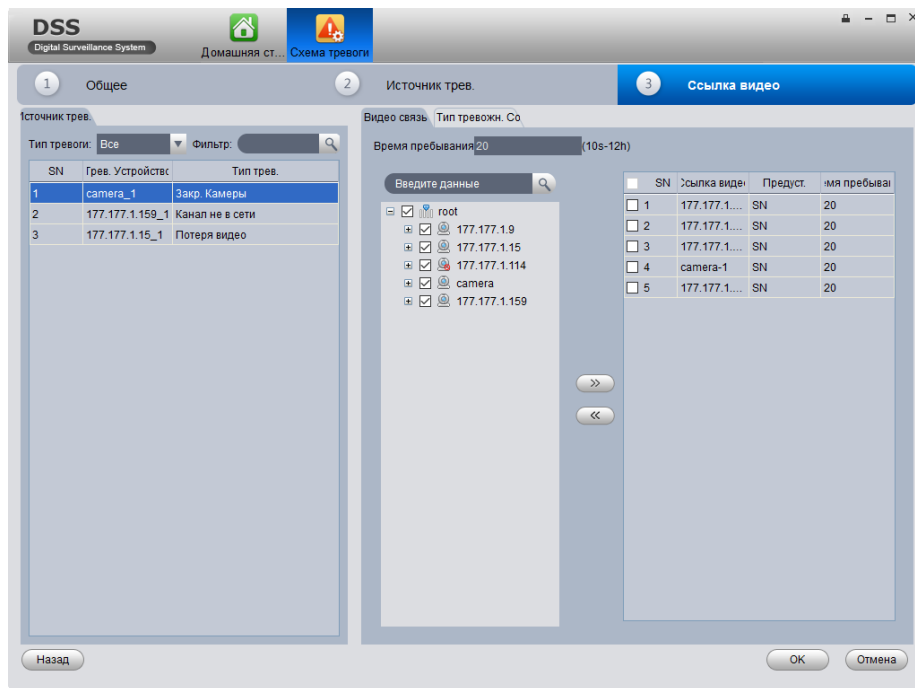 DSS
Digital Surveillance System
Домашняя ст... Схема тревоги
1 Общее 2 Источник трев. 3 Ссылка видео
Источник трев.
Тип тревоги: Все Фильтр:
SN Трев. Устройство Тип трев.
1 camera_1 Закр. Камеры
2 177.177.1.159_1 Канал не в сети
3 177.177.1.15_1 Потеря видео
Видео связь Тип тревожн. Со
Время пребывания 20 (10s-12h)
Введите данные
root
177.177.1.9
177.177.1.15
177.177.1.114
camera
177.177.1.159
>>
<<
SN Ссылка видео Предуст. мя пребыва
1 177.177.1.... SN 20
2 177.177.1.... SN 20
3 177.177.1.... SN 20
4 camera-1 SN 20
5 177.177.1.... SN 20
Назад OK Отмена